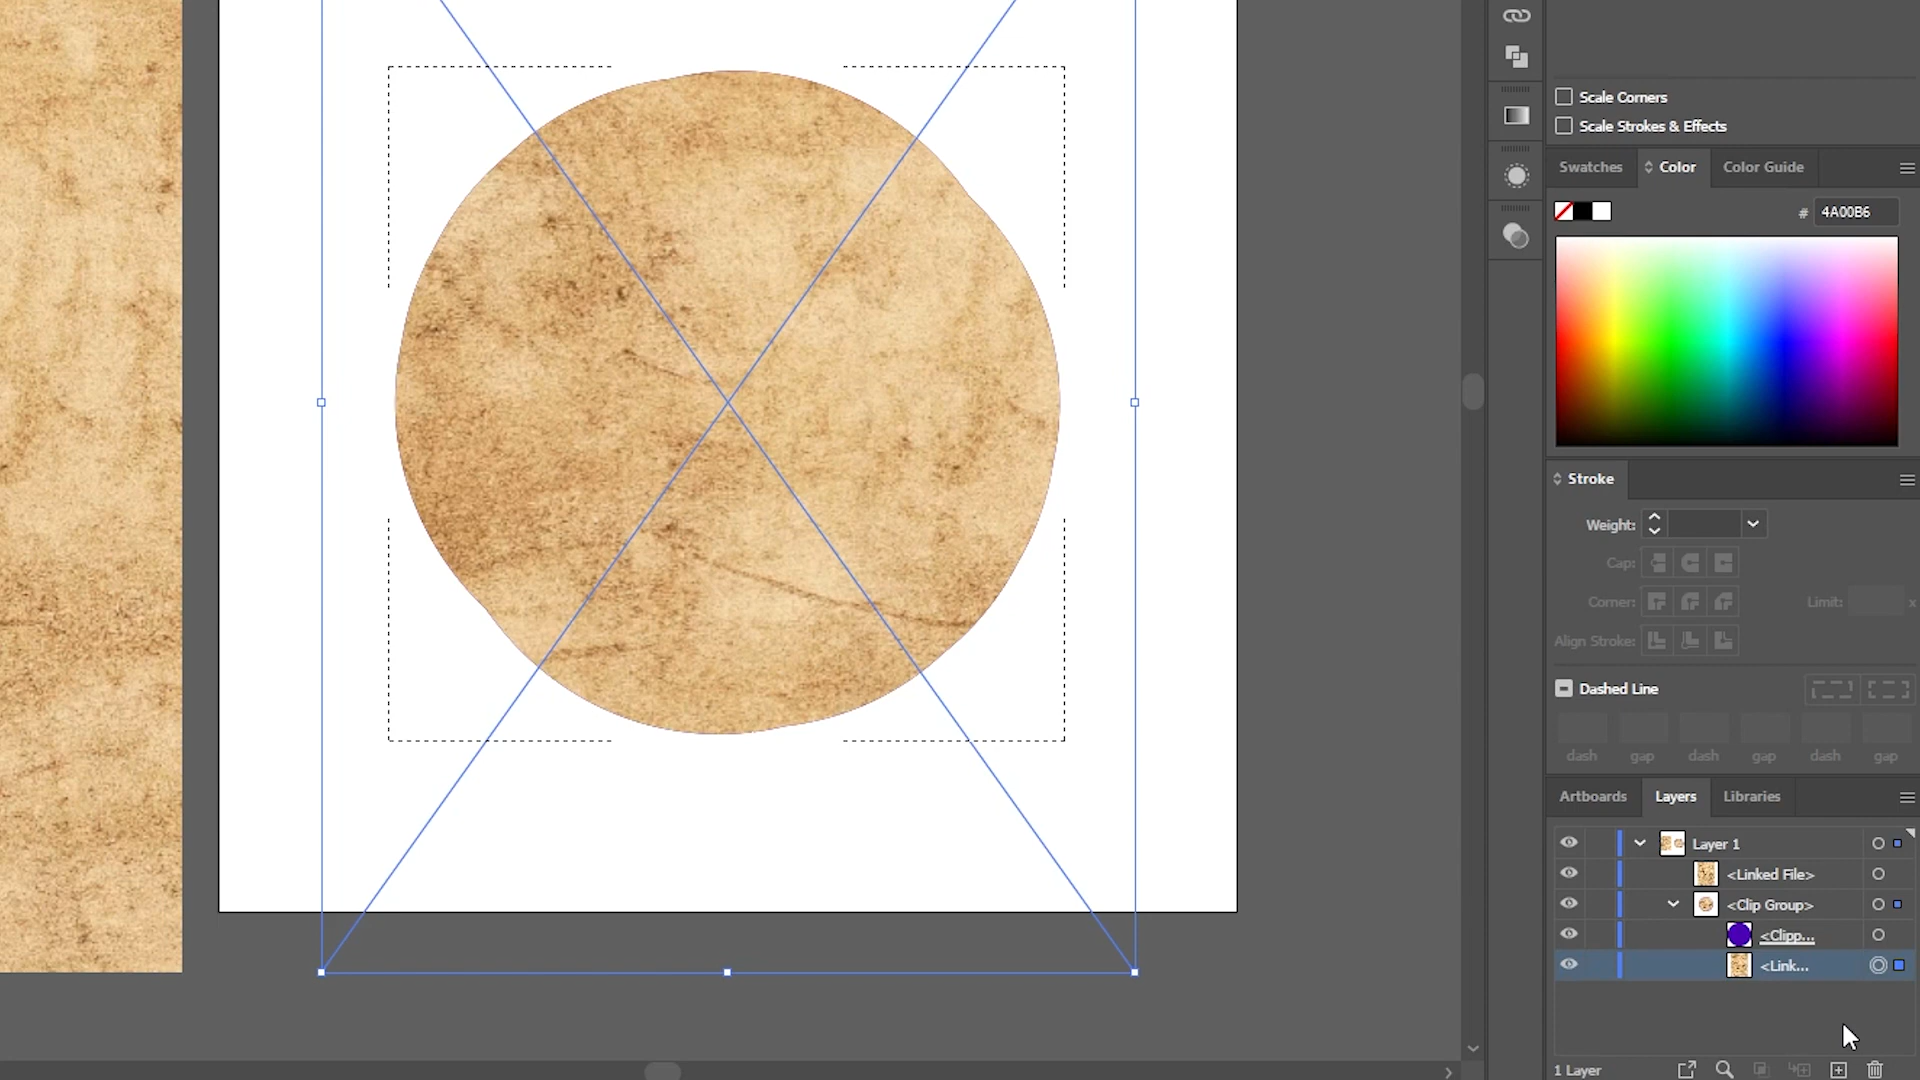 Scale Corners
Scale Strokes & Effects
Swatches Color Color Guide
# 4A00B6
Stroke
Weight:
Cap:
Corner: Limit: x
Align Stroke:
Dashed Line
dash gap dash gap dash gap
Artboards Layers Libraries
Layer 1
<Linked File>
<Clip Group>
<Clipp...
<Link...
1 Layer